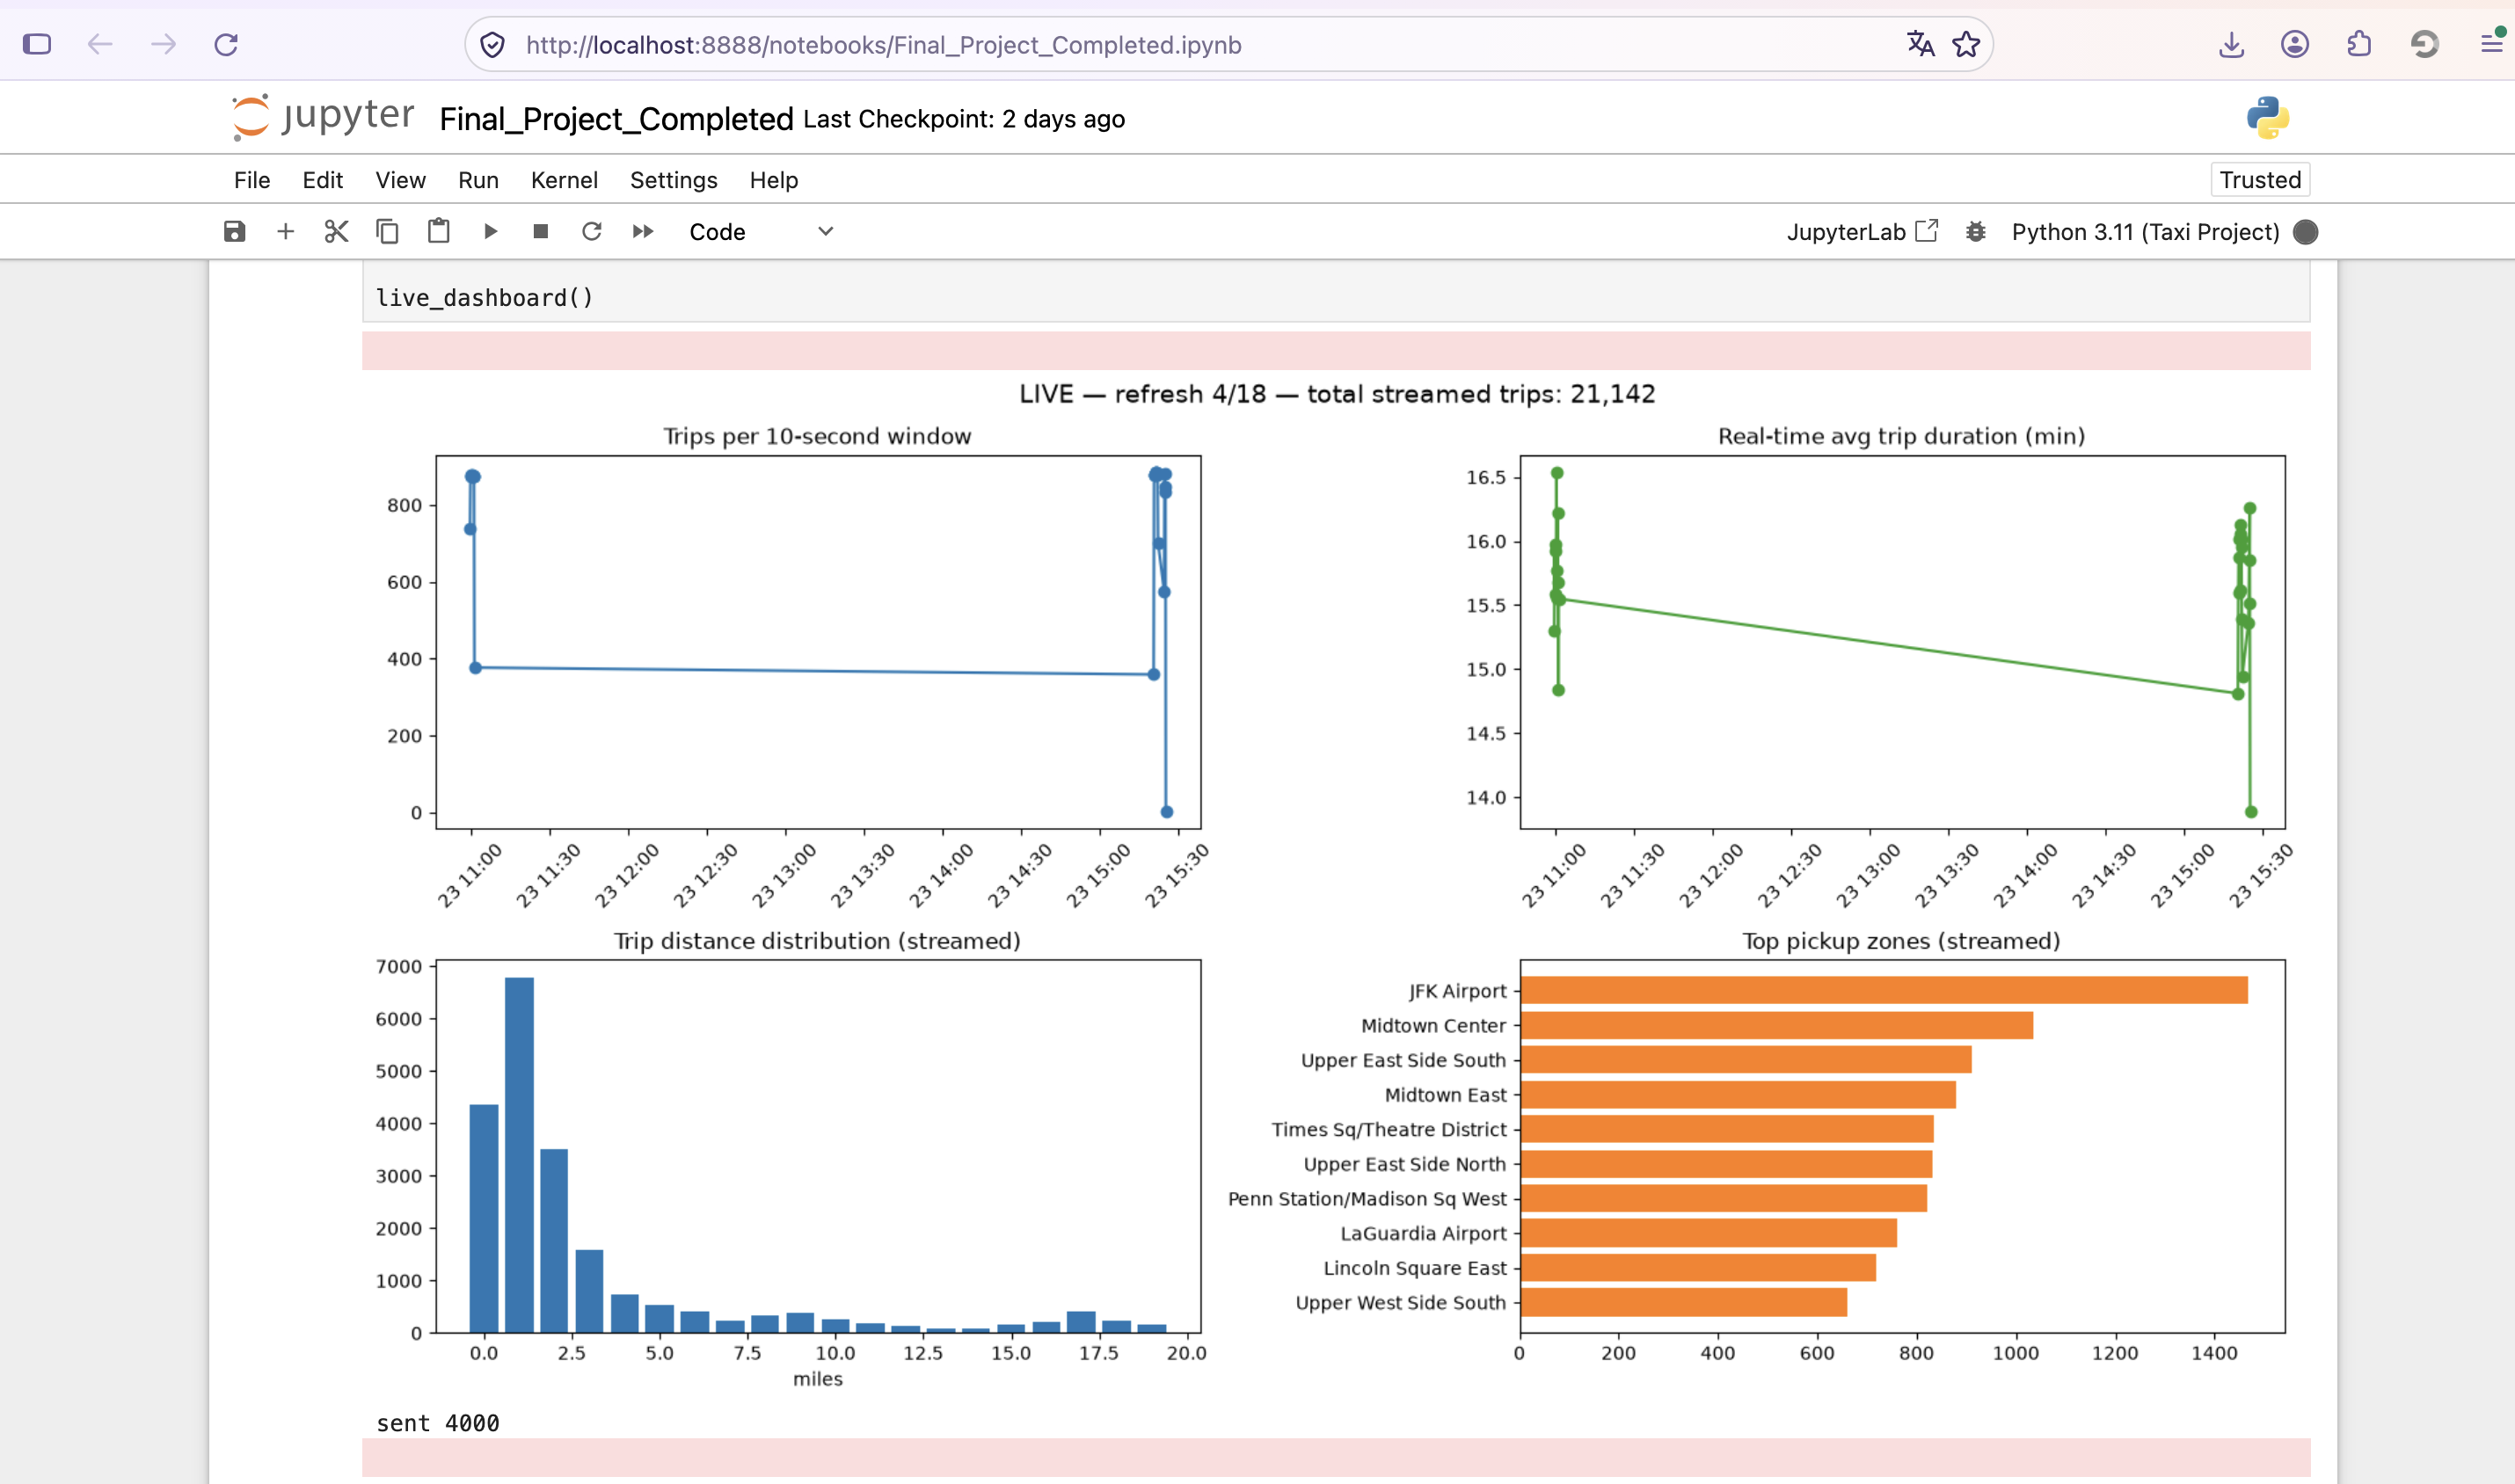 http://localhost:8888/notebooks/Final_Project_Completed.ipynb
jupyter Final_Project_Completed Last Checkpoint: 2 days ago
File Edit View Run Kernel Settings Help Trusted
Code JupyterLab Python 3.11 (Taxi Project)
live_dashboard()
LIVE — refresh 4/18 — total streamed trips: 21,142
Trips per 10-second window
800
600
400
200
0
23 11:00 23 11:30 23 12:00 23 12:30 23 13:00 23 13:30 23 14:00 23 14:30 23 15:00 23 15:30
Real-time avg trip duration (min)
16.5
16.0
15.5
15.0
14.5
14.0
23 11:00 23 11:30 23 12:00 23 12:30 23 13:00 23 13:30 23 14:00 23 14:30 23 15:00 23 15:30
Trip distance distribution (streamed)
7000
6000
5000
4000
3000
2000
1000
0
0.0 2.5 5.0 7.5 10.0 12.5 15.0 17.5 20.0
miles
Top pickup zones (streamed)
JFK Airport
Midtown Center
Upper East Side South
Midtown East
Times Sq/Theatre District
Upper East Side North
Penn Station/Madison Sq West
LaGuardia Airport
Lincoln Square East
Upper West Side South
0 200 400 600 800 1000 1200 1400
sent 4000